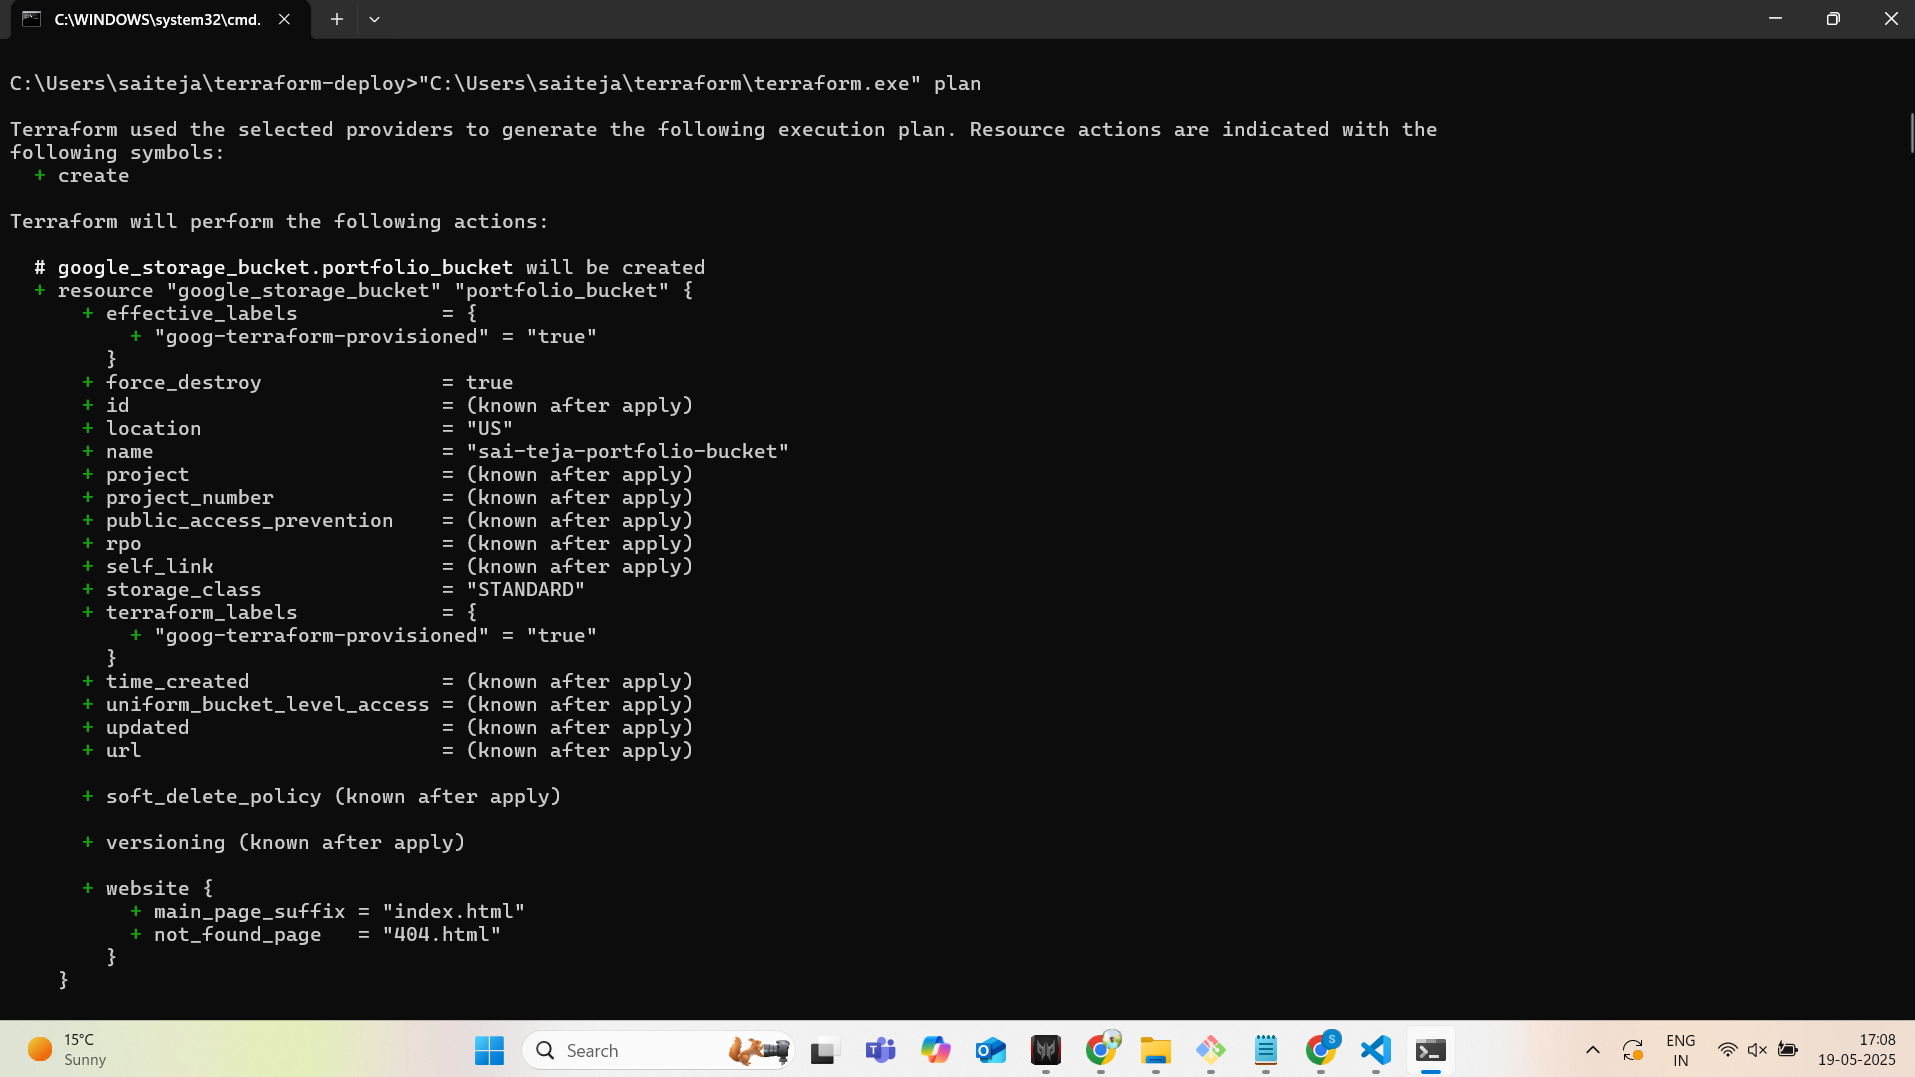 C:\WINDOWS\system32\cmd.
C:\Users\saiteja\terraform-deploy>"C:\Users\saiteja\terraform\terraform.exe" plan
Terraform used the selected providers to generate the following execution plan. Resource actions are indicated with the
following symbols:
  + create
Terraform will perform the following actions:
  # google_storage_bucket.portfolio_bucket will be created
  + resource "google_storage_bucket" "portfolio_bucket" {
      + effective_labels            = {
          + "goog-terraform-provisioned" = "true"
        }
      + force_destroy               = true
      + id                          = (known after apply)
      + location                    = "US"
      + name                        = "sai-teja-portfolio-bucket"
      + project                     = (known after apply)
      + project_number              = (known after apply)
      + public_access_prevention    = (known after apply)
      + rpo                         = (known after apply)
      + self_link                   = (known after apply)
      + storage_class               = "STANDARD"
      + terraform_labels            = {
          + "goog-terraform-provisioned" = "true"
        }
      + time_created                = (known after apply)
      + uniform_bucket_level_access = (known after apply)
      + updated                     = (known after apply)
      + url                         = (known after apply)
      + soft_delete_policy (known after apply)
      + versioning (known after apply)
      + website {
          + main_page_suffix = "index.html"
          + not_found_page   = "404.html"
        }
    }
15°C
Sunny
Search
ENG
IN
17:08
19-05-2025